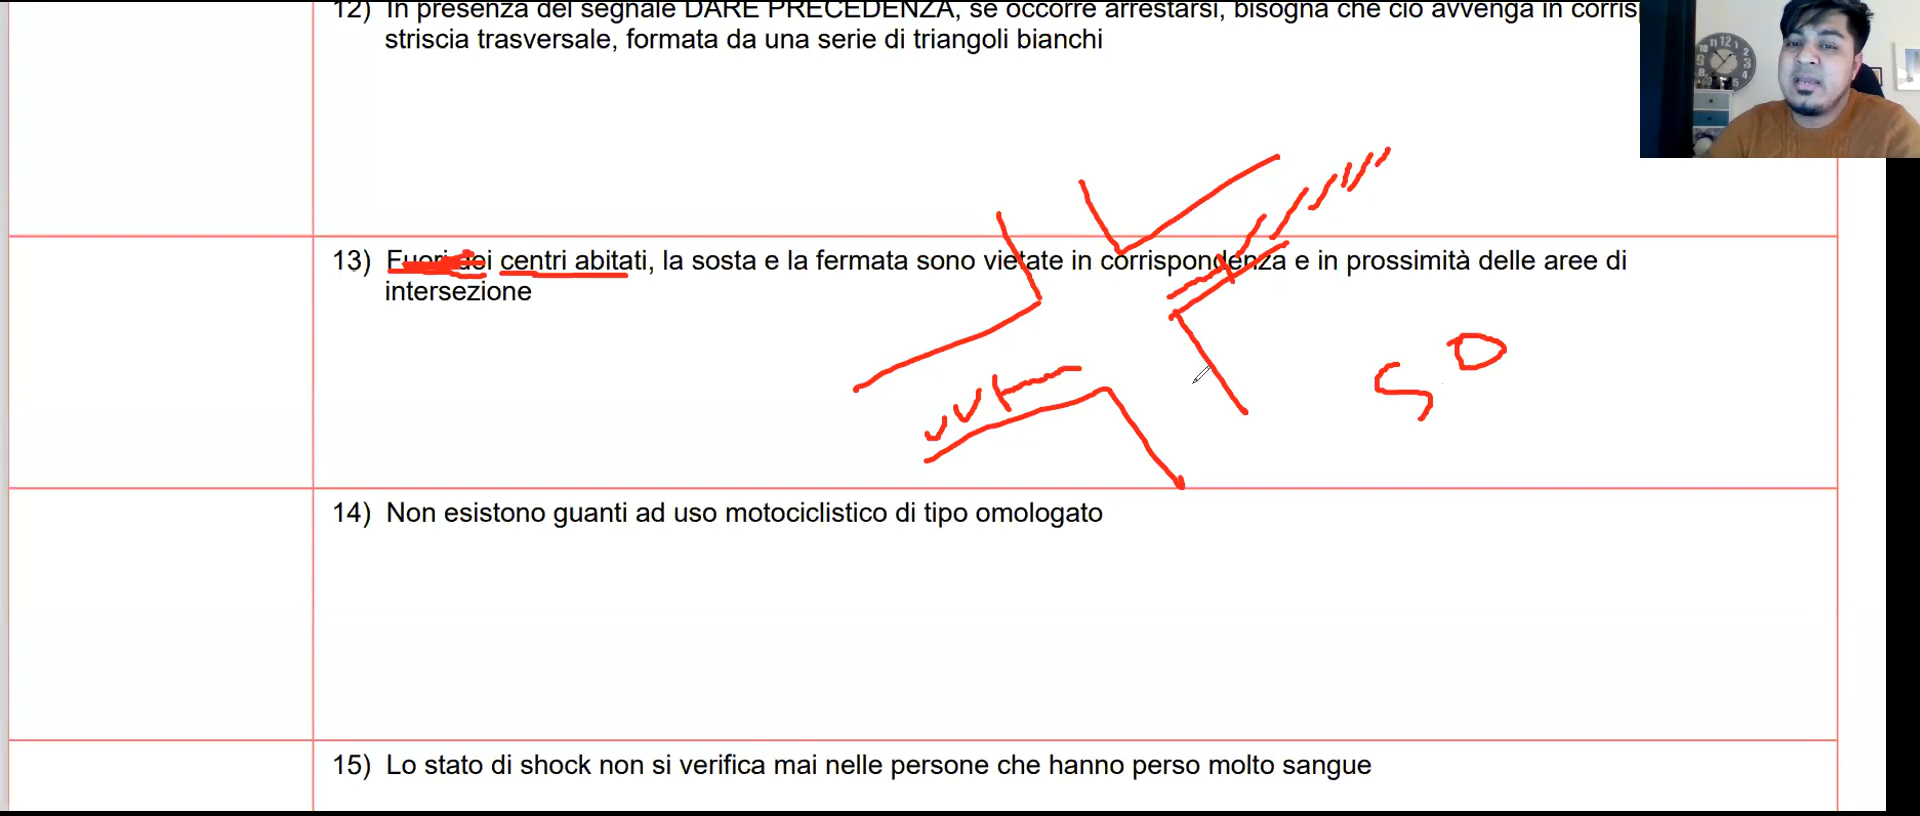 12) In presenza del segnale DARE PRECEDENZA, se occorre arrestarsi, bisogna che ciò avvenga in
striscia trasversale, formata da una serie di triangoli bianchi
13) Fuori dei centri abitati, la sosta e la fermata sono vietate in corrispondenza e in prossimità delle aree di
intersezione
S D
14) Non esistono guanti ad uso motociclistico di tipo omologato
15) Lo stato di shock non si verifica mai nelle persone che hanno perso molto sangue